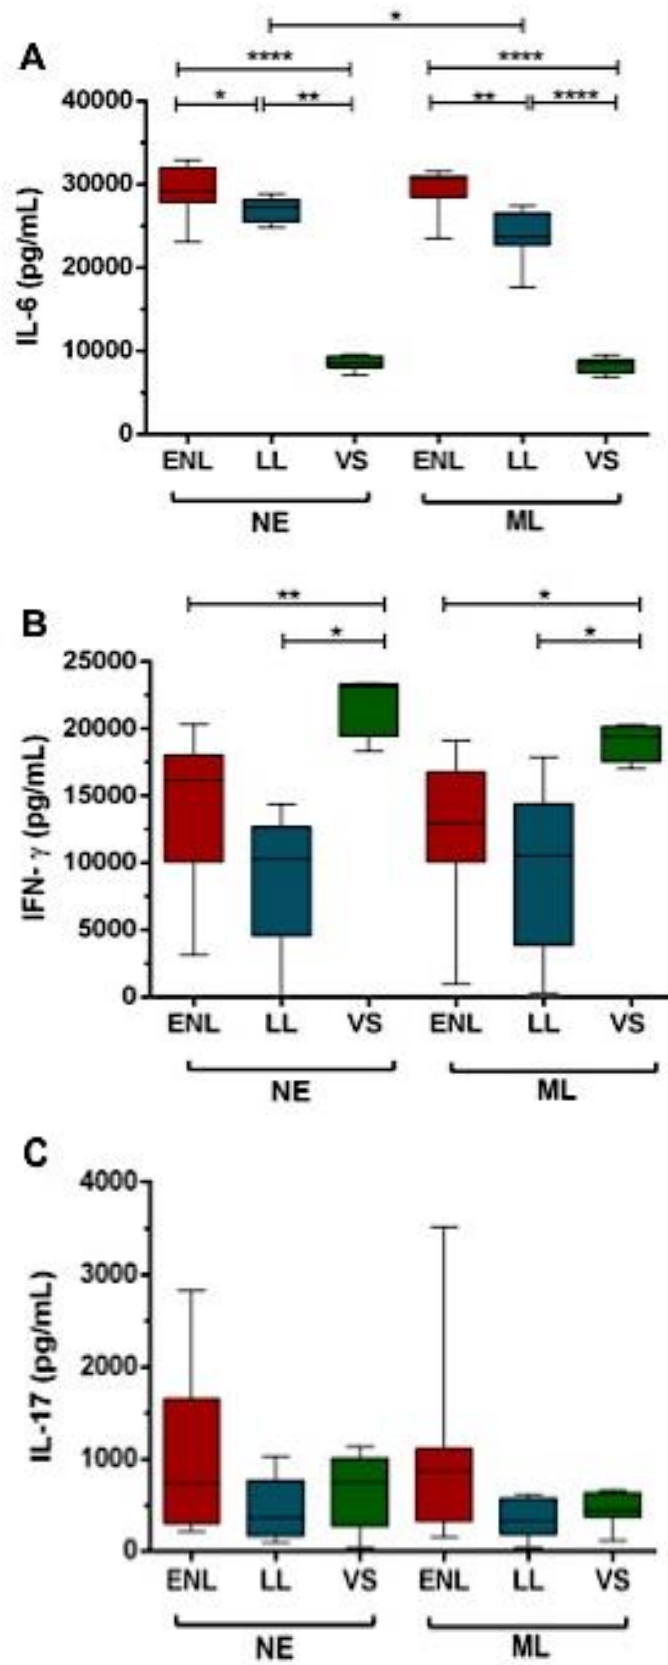 *
A
**** ****
* ** ** ****
40000
30000
20000
10000
0
IL-6 (pg/mL)
ENL LL VS ENL LL VS
NE ML
B
** *
* *
25000
20000
15000
10000
5000
0
IFN- γ (pg/mL)
ENL LL VS ENL LL VS
NE ML
C
4000
3000
2000
1000
0
IL-17 (pg/mL)
ENL LL VS ENL LL VS
NE ML